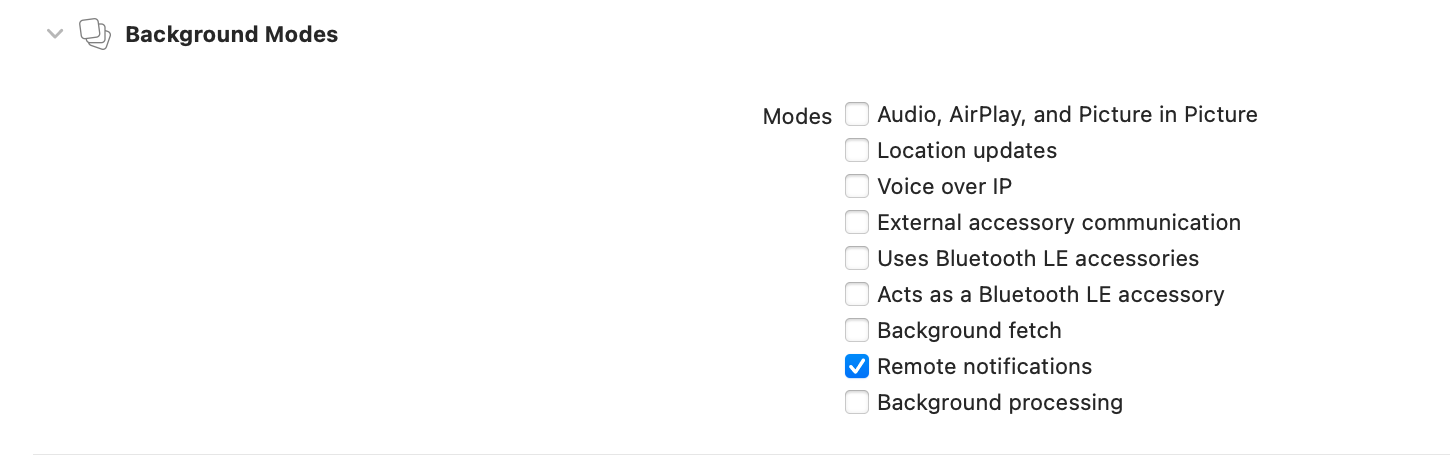 Background Modes
Modes Audio, AirPlay, and Picture in Picture
Location updates
Voice over IP
External accessory communication
Uses Bluetooth LE accessories
Acts as a Bluetooth LE accessory
Background fetch
Remote notifications
Background processing